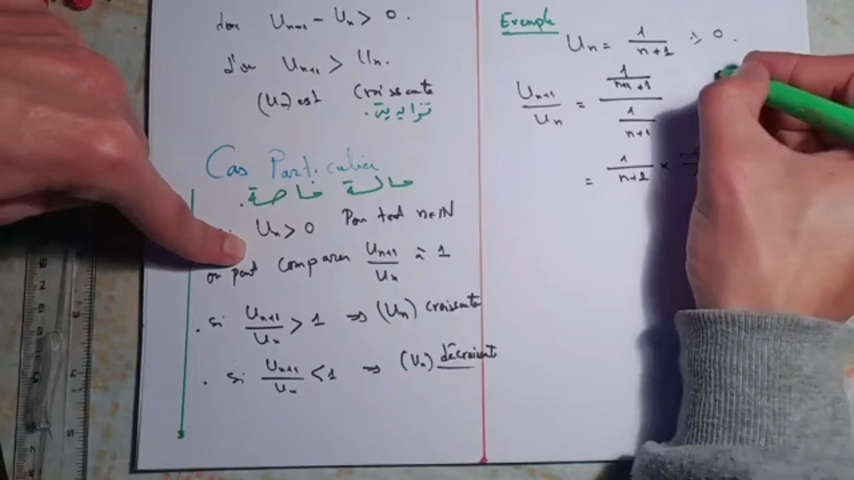 donc Uₙ₊₁ - Uₙ > 0.
d'où Uₙ₊₁ > Uₙ.
(Uₙ) est Croissante
تزايدية.
Cas Particulier
حالة خاصة.
Uₙ > 0 Pour tout n∈ℕ
on peut comparer Uₙ₊₁/Uₙ à 1
. si Uₙ₊₁/Uₙ > 1 ⇒ (Uₙ) croissante
. si Uₙ₊₁/Uₙ < 1 ⇒ (Uₙ) décroissante
Exemple
Uₙ = 1/(n+1) > 0.
Uₙ₊₁/Uₙ = (1/(n+1+1))/(1/(n+1))
= 1/(n+2) ×